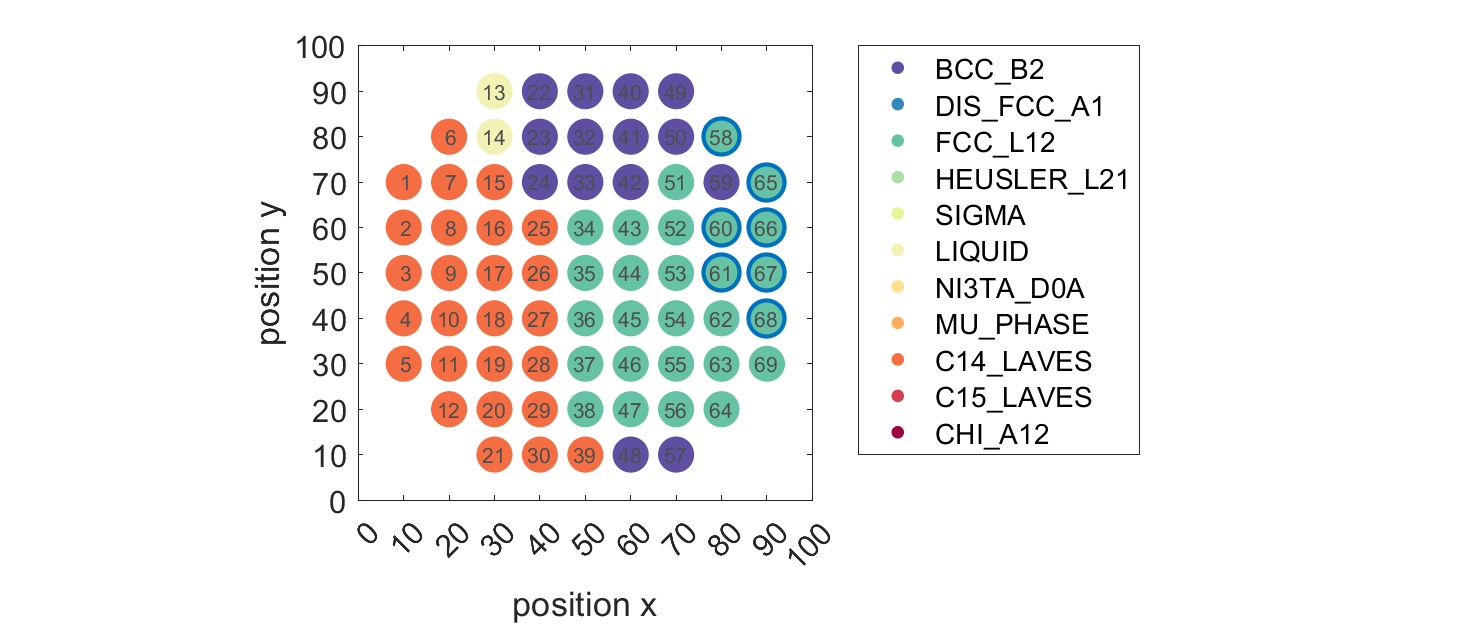 100
90 13 22 31 40 49
80 6 14 23 32 41 50 58
70 1 7 15 24 33 42 51 59 65
60 2 8 16 25 34 43 52 60 66
50 3 9 17 26 35 44 53 61 67
40 4 10 18 27 36 45 54 62 68
30 5 11 19 28 37 46 55 63 69
20 12 20 29 38 47 56 64
10 21 30 39 48 57
0
position y
0 10 20 30 40 50 60 70 80 90 100
position x
BCC_B2
DIS_FCC_A1
FCC_L12
HEUSLER_L21
SIGMA
LIQUID
NI3TA_D0A
MU_PHASE
C14_LAVES
C15_LAVES
CHI_A12